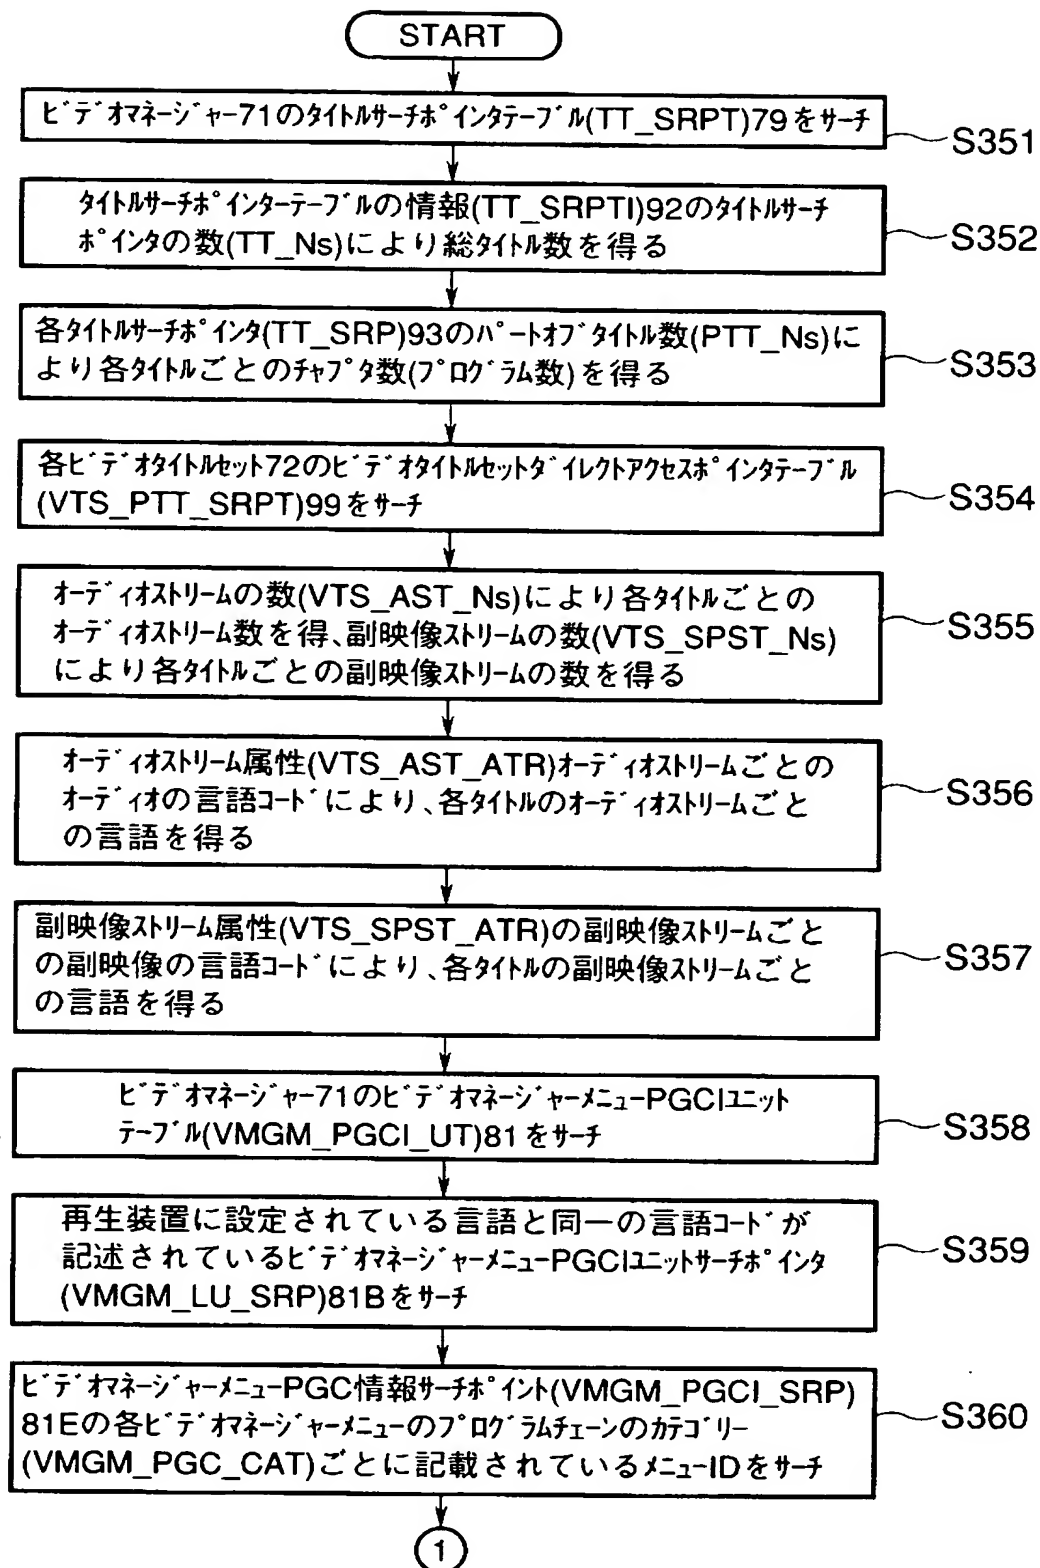 START
ビデオマネージャー71のタイトルサーチポインタテーブル(TT_SRPT)79をサーチ
S351
タイトルサーチポインターテーブルの情報(TT_SRPTI)92のタイトルサーチ
ポインタの数(TT_Ns)により総タイトル数を得る
S352
各タイトルサーチポインタ(TT_SRP)93のパートオブタイトル数(PTT_Ns)に
より各タイトルごとのチャプタ数(プログラム数)を得る
S353
各ビデオタイトルセット72のビデオタイトルセットダイレクトアクセスポインタテーブル
(VTS_PTT_SRPT)99をサーチ
S354
オーディオストリームの数(VTS_AST_Ns)により各タイトルごとの
オーディオストリーム数を得、副映像ストリームの数(VTS_SPST_Ns)
により各タイトルごとの副映像ストリームの数を得る
S355
オーディオストリーム属性(VTS_AST_ATR)オーディオストリームごとの
オーディオの言語コードにより、各タイトルのオーディオストリームごと
の言語を得る
S356
副映像ストリーム属性(VTS_SPST_ATR)の副映像ストリームごと
の副映像の言語コードにより、各タイトルの副映像ストリームごと
の言語を得る
S357
ビデオマネージャー71のビデオマネージャーメニューPGCIユニット
テーブル(VMGM_PGCI_UT)81をサーチ
S358
再生装置に設定されている言語と同一の言語コードが
記述されているビデオマネージャーメニューPGCIユニットサーチポインタ
(VMGM_LU_SRP)81Bをサーチ
S359
ビデオマネージャーメニューPGC情報サーチポイント(VMGM_PGCI_SRP)
81Eの各ビデオマネージャーメニューのプログラムチェーンのカテゴリー
(VMGM_PGC_CAT)ごとに記載されているメニューIDをサーチ
S360
1